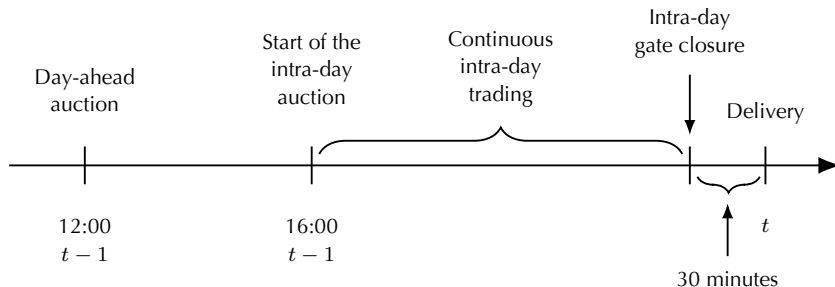 Day-ahead
auction
Start of the
intra-day
auction
Continuous
intra-day
trading
Intra-day
gate closure
Delivery
12:00
t − 1
16:00
t − 1
t
30 minutes